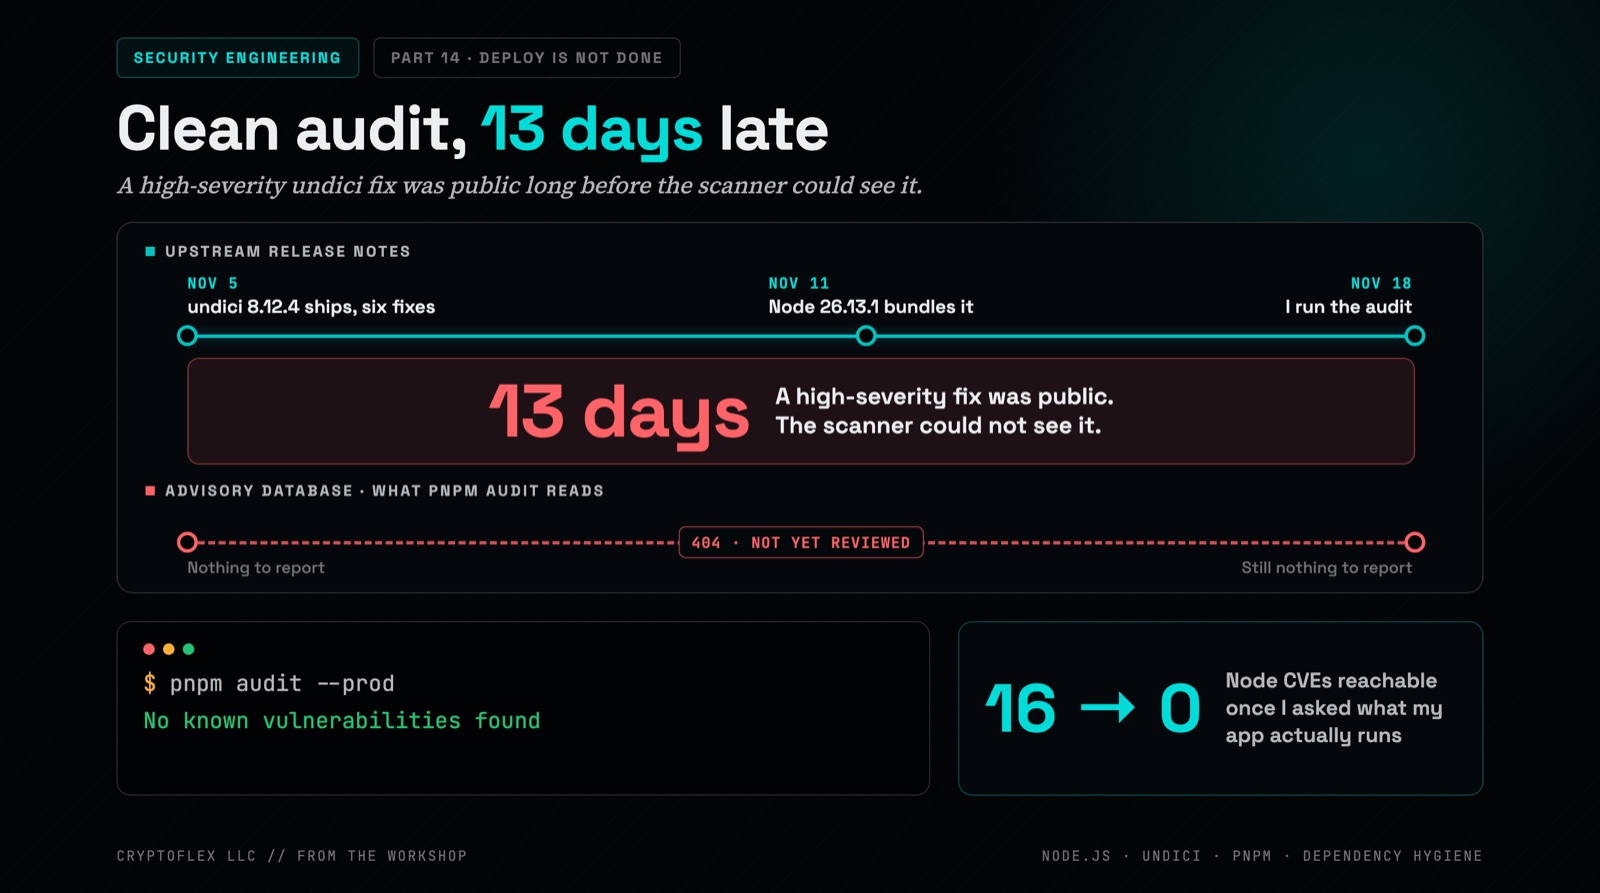 SECURITY ENGINEERING
PART 14 · DEPLOY IS NOT DONE
Clean audit, 13 days late
A high-severity undici fix was public long before the scanner could see it.
UPSTREAM RELEASE NOTES
NOV 5
undici 8.12.4 ships, six fixes
NOV 11
Node 26.13.1 bundles it
NOV 18
I run the audit
13 days
A high-severity fix was public.
The scanner could not see it.
ADVISORY DATABASE · WHAT PNPM AUDIT READS
404 · NOT YET REVIEWED
Nothing to report
Still nothing to report
$ pnpm audit --prod
No known vulnerabilities found
16 → 0
Node CVEs reachable
once I asked what my
app actually runs
CRYPTOFLEX LLC // FROM THE WORKSHOP
NODE.JS · UNDICI · PNPM · DEPENDENCY HYGIENE